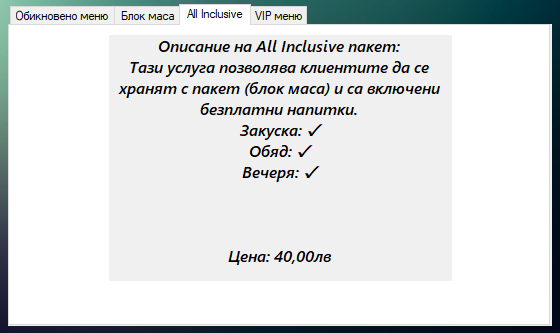 Обикновено меню Блок маса All Inclusive VIP меню
Описание на All Inclusive пакет:
Тази услуга позволява клиентите да се
хранят с пакет (блок маса) и са включени
безплатни напитки.
Закуска: ✓
Обяд: ✓
Вечеря: ✓
Цена: 40,00лв